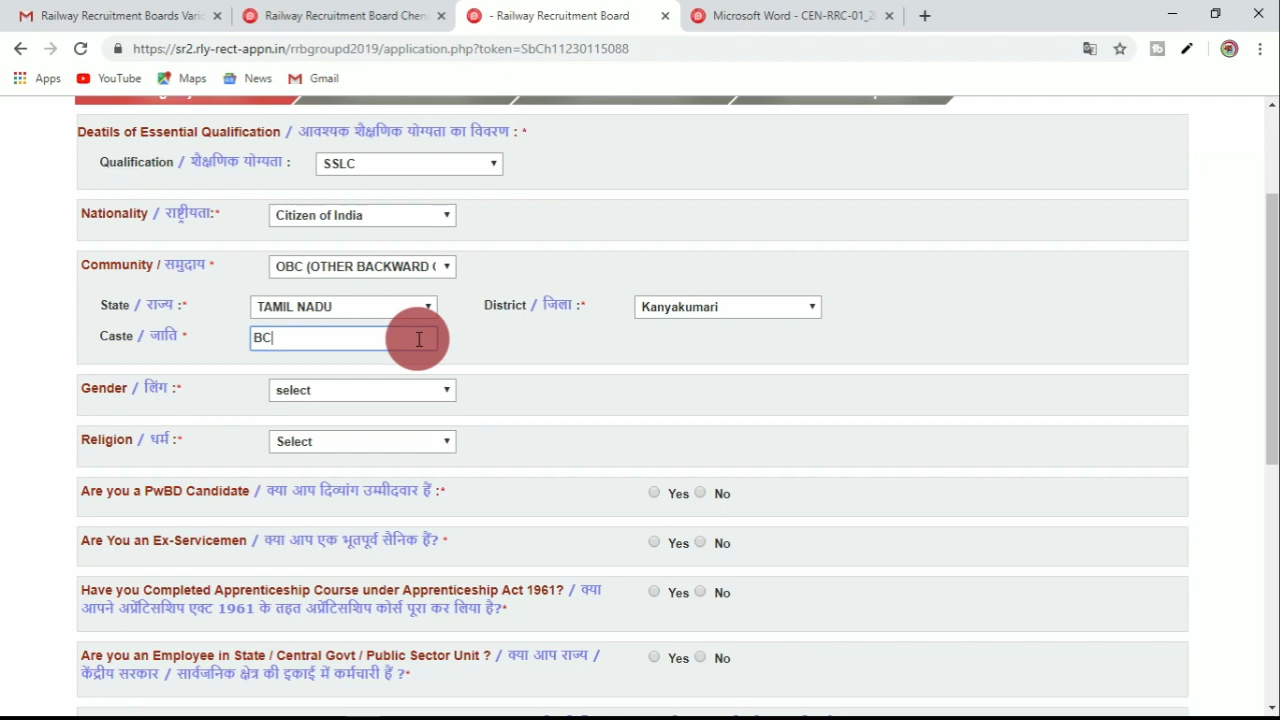 Railway Recruitment Boards Vario
Railway Recruitment Board Chen
- Railway Recruitment Board
Microsoft Word - CEN-RRC-01_2
https://sr2.rly-rect-appn.in/rrbgroupd2019/application.php?token=SbCh11230115088
Apps YouTube Maps News Gmail
Deatils of Essential Qualification / आवश्यक शैक्षणिक योग्यता का विवरण : *
Qualification / शैक्षणिक योग्यता : SSLC
Nationality / राष्ट्रीयता:* Citizen of India
Community / समुदाय * OBC (OTHER BACKWARD (
State / राज्य :* TAMIL NADU District / जिला :* Kanyakumari
Caste / जाति * BC
Gender / लिंग :* select
Religion / धर्म :* Select
Are you a PwBD Candidate / क्या आप दिव्यांग उम्मीदवार हैं :* Yes No
Are You an Ex-Servicemen / क्या आप एक भूतपूर्व सैनिक हैं? * Yes No
Have you Completed Apprenticeship Course under Apprenticeship Act 1961? / क्या
आपने अप्रेंटिसशिप एक्ट 1961 के तहत अप्रेंटिसशिप कोर्स पूरा कर लिया है?* Yes No
Are you an Employee in State / Central Govt / Public Sector Unit ? / क्या आप राज्य /
केंद्रीय सरकार / सार्वजनिक क्षेत्र की इकाई में कर्मचारी हैं ?* Yes No